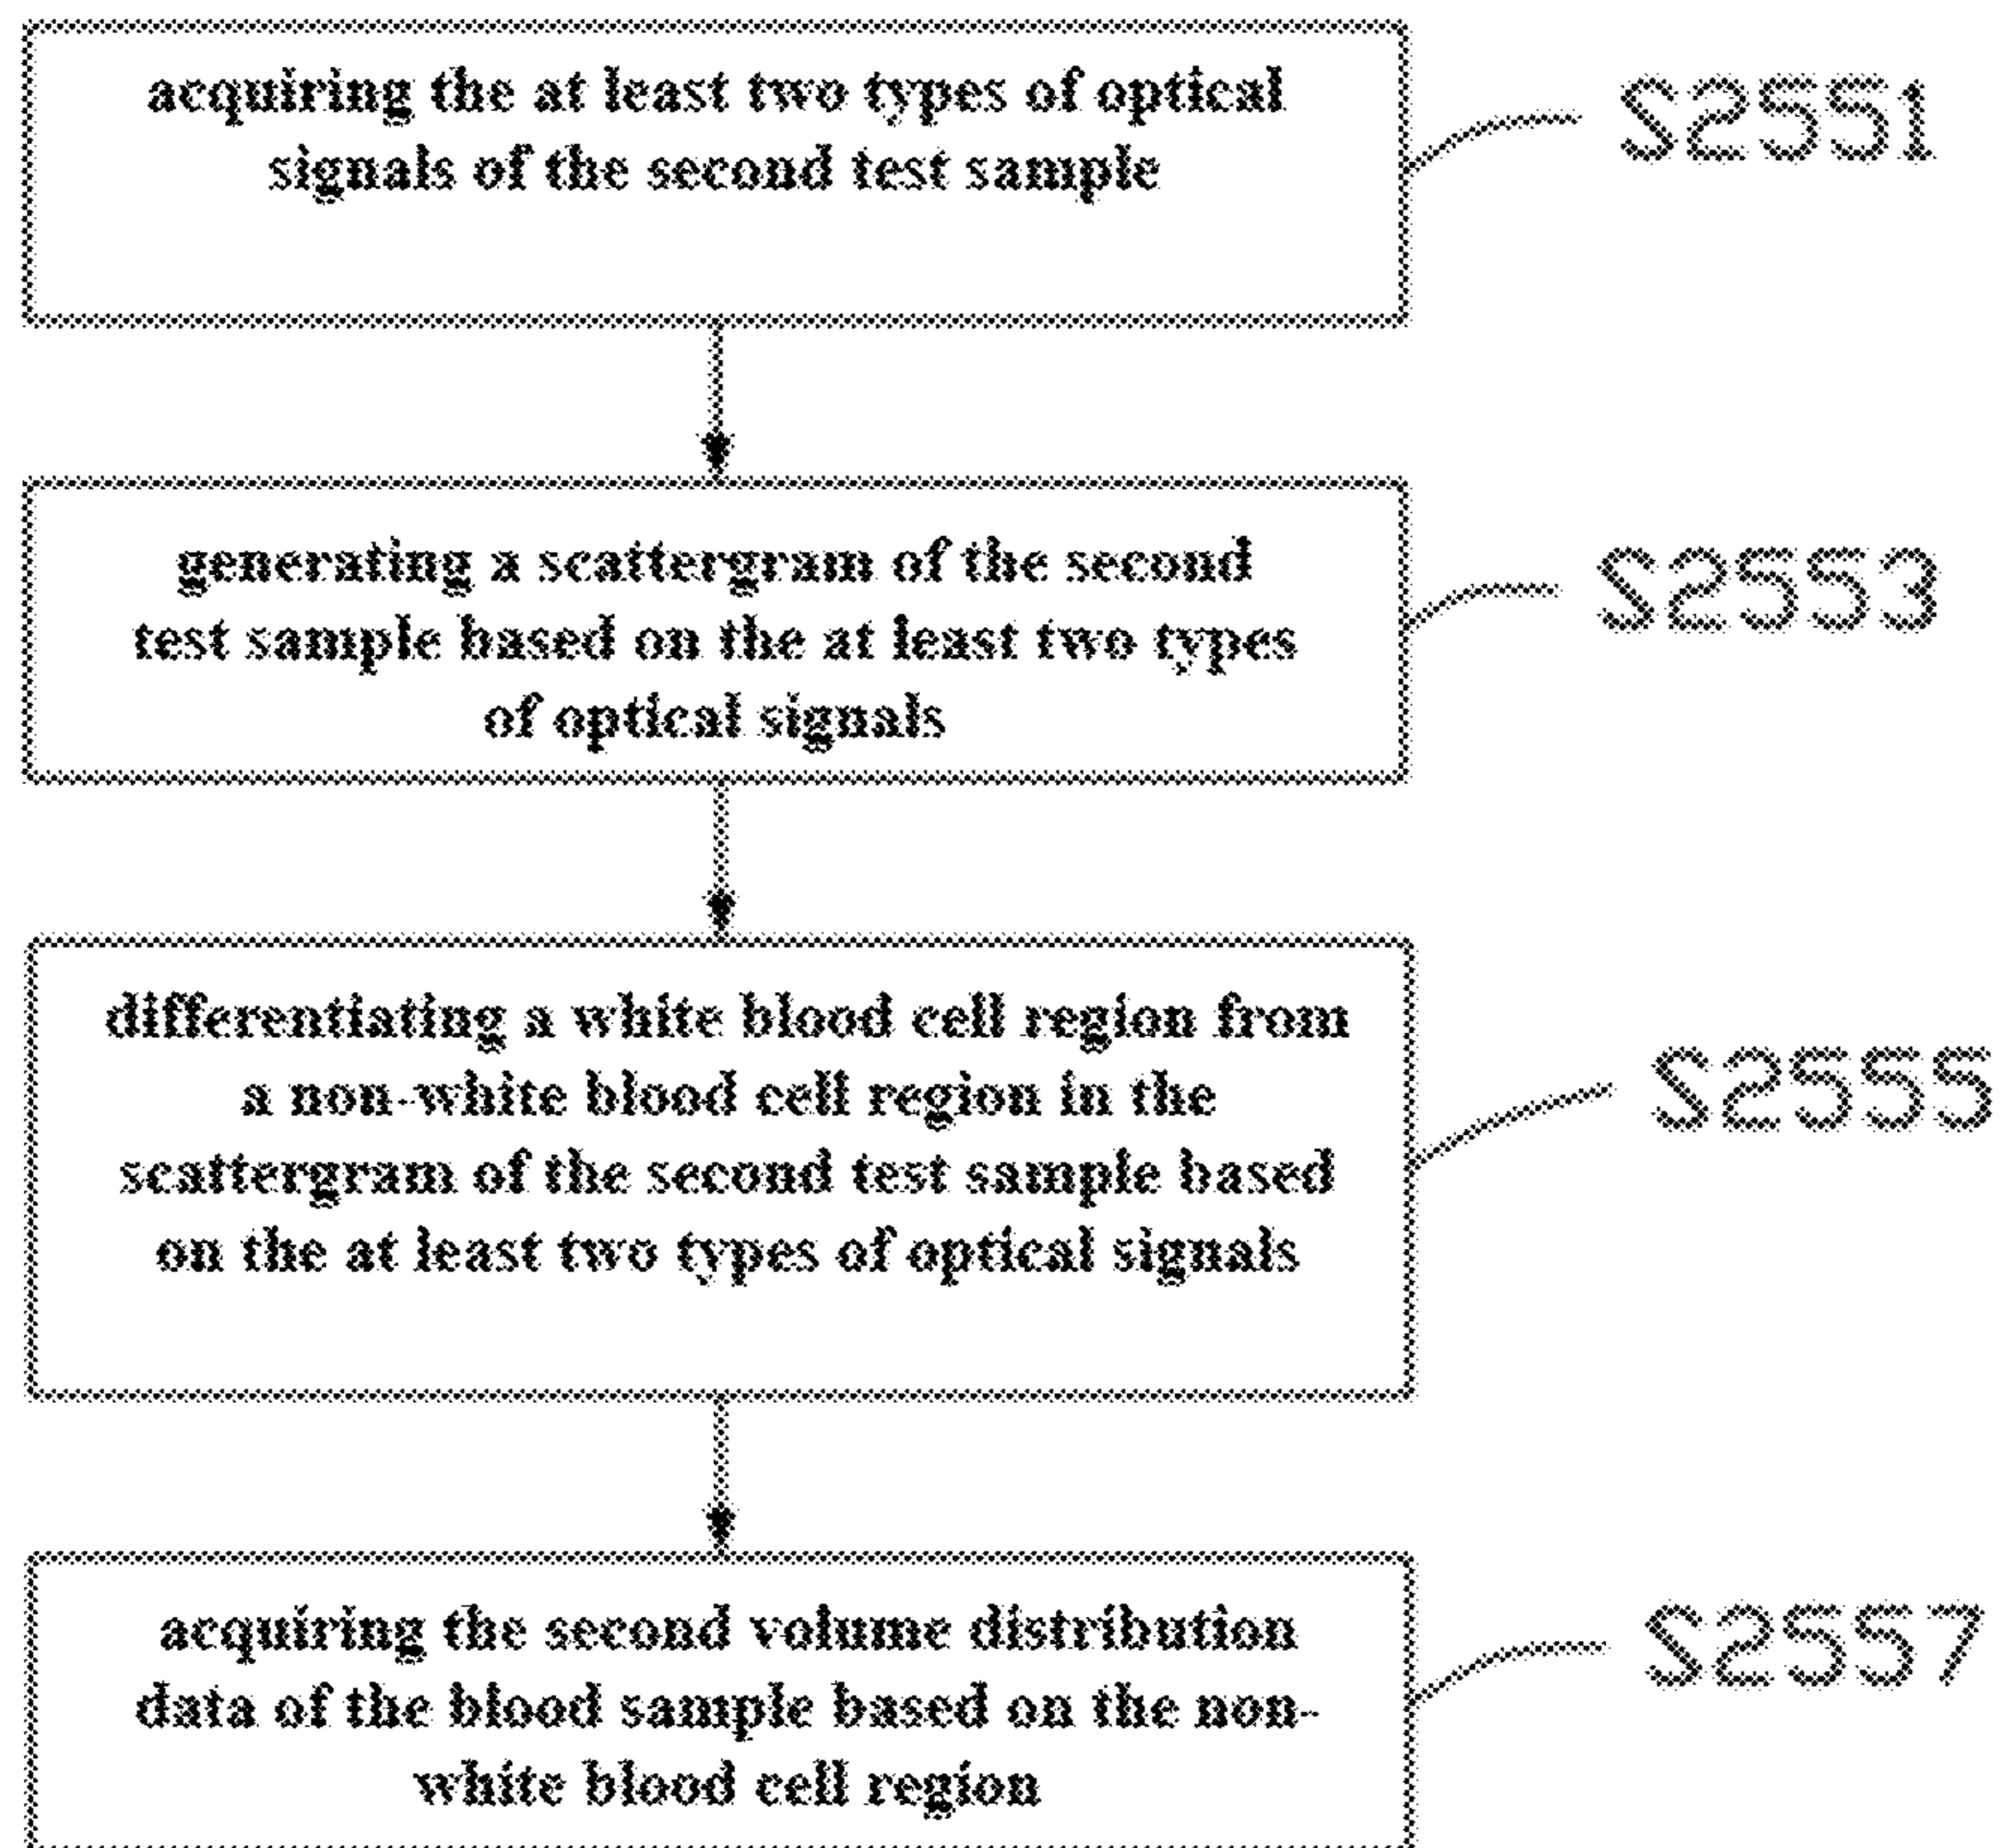 acquiring the at least two types of optical
signals of the second test sample
S2551
generating a scattergram of the second
test sample based on the at least two types
of optical signals
S2553
differentiating a white blood cell region from
a non-white blood cell region in the
scattergram of the second test sample based
on the at least two types of optical signals
S2555
acquiring the second volume distribution
data of the blood sample based on the non-
white blood cell region
S2557